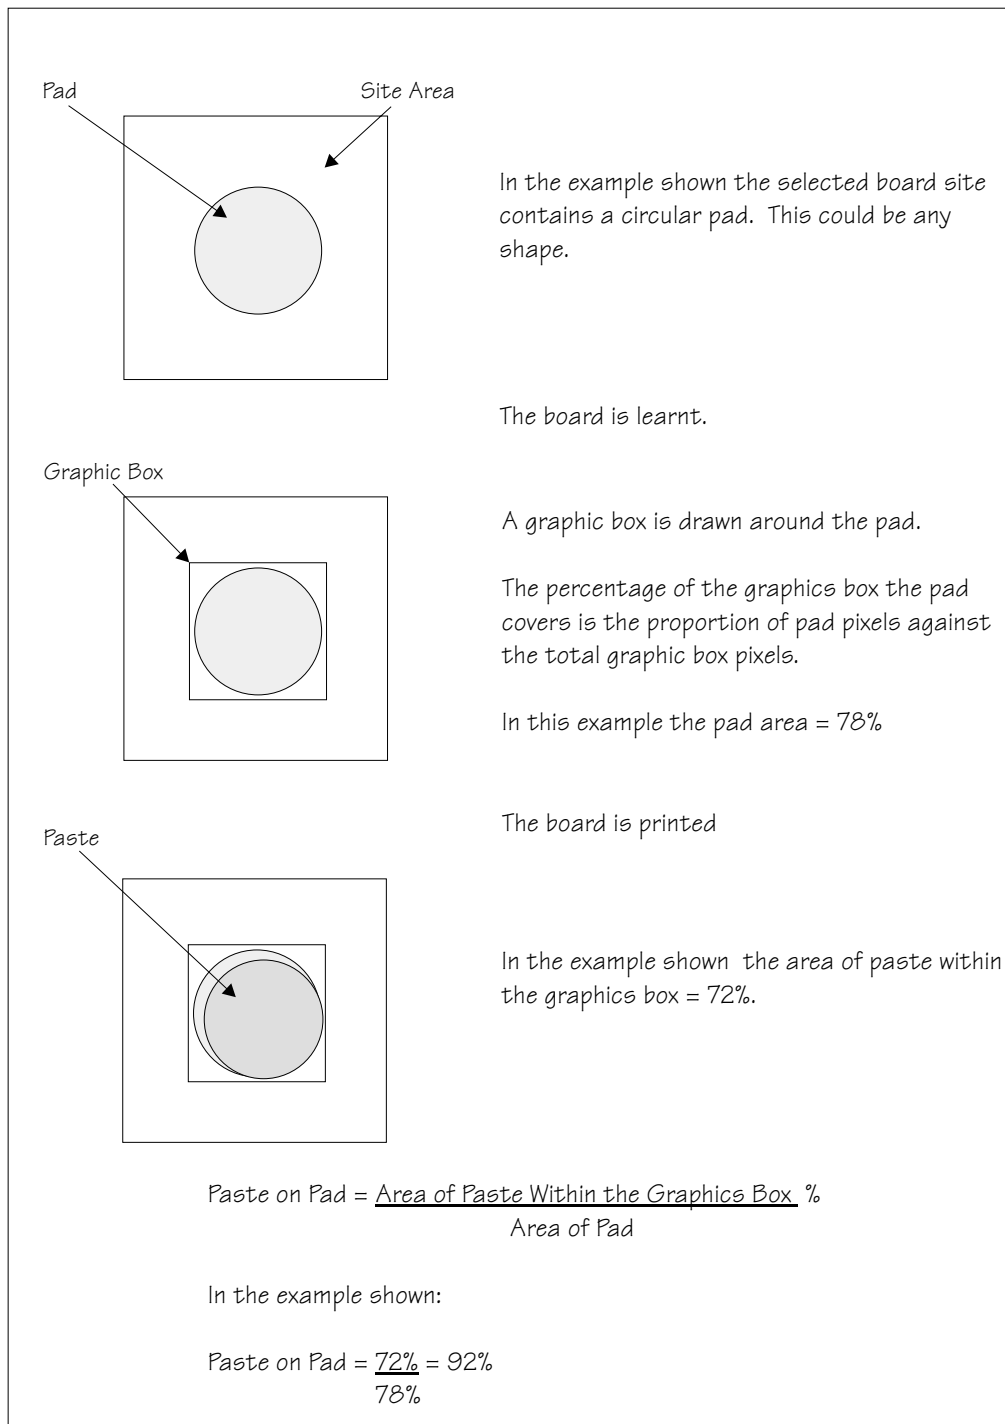 Pad
Site Area
In the example shown the selected board site
contains a circular pad.  This could be any
shape.
The board is learnt.
Graphic Box
A graphic box is drawn around the pad.
The percentage of the graphics box the pad
covers is the proportion of pad pixels against
the total graphic box pixels.
In this example the pad area = 78%
The board is printed
Paste
In the example shown  the area of paste within
the graphics box = 72%.
Paste on Pad = Area of Paste Within the Graphics Box %
Area of Pad
In the example shown:
Paste on Pad = 72% = 92%
78%